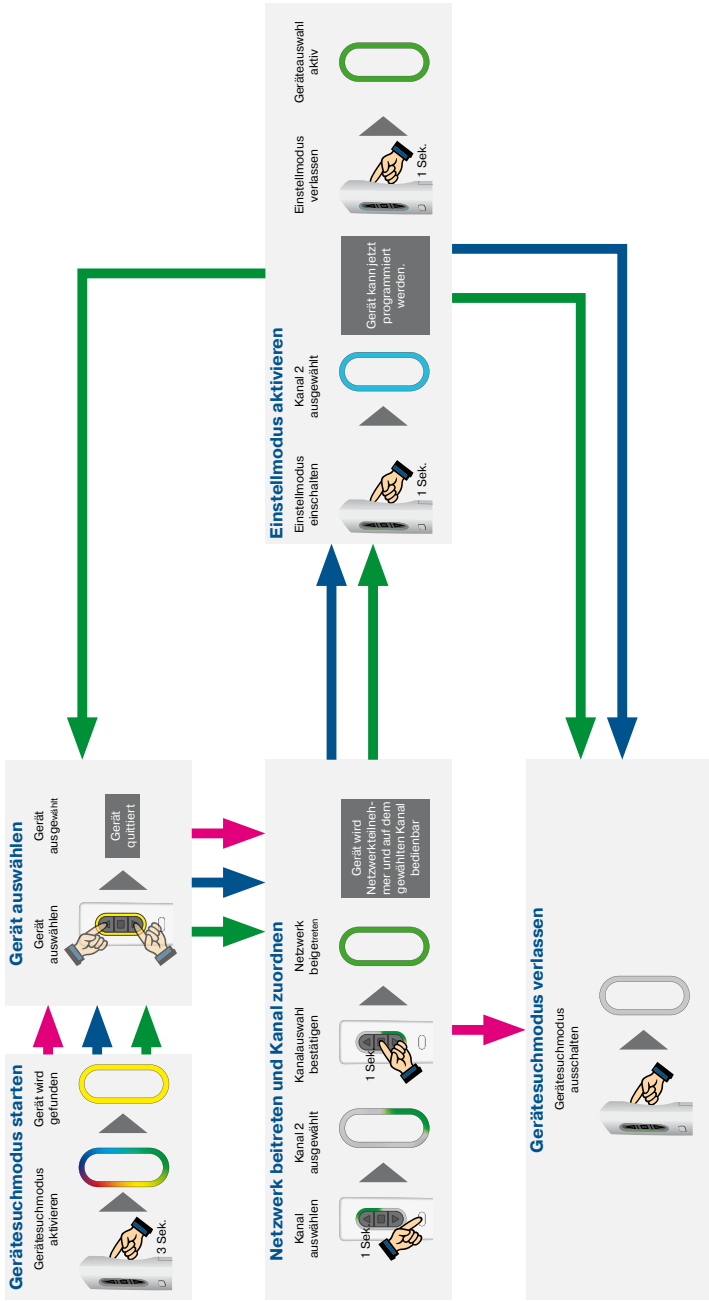 Gerätesuchmodus starten
Gerätesuchmodus
aktivieren
3 Sek.
Gerät wird
gefunden
Gerät auswählen
Gerät
auswählen
Gerät
ausgewählt
Gerät
quittiert
Netzwerk beitreten und Kanal zuordnen
Kanal
auswählen
1 Sek.
Kanal 2
ausgewählt
Kanalauswahl
bestätigen
1 Sek.
Netzwerk
beigetreten
Gerät wird
Netzwerkteilneh-
mer und auf dem
gewählten Kanal
bedienbar
Einstellmodus aktivieren
Einstellmodus
einschalten
1 Sek.
Kanal 2
ausgewählt
Gerät kann jetzt
programmiert
werden.
Einstellmodus
verlassen
1 Sek.
Geräteauswahl
aktiv
Gerätesuchmodus verlassen
Gerätesuchmodus
ausschalten